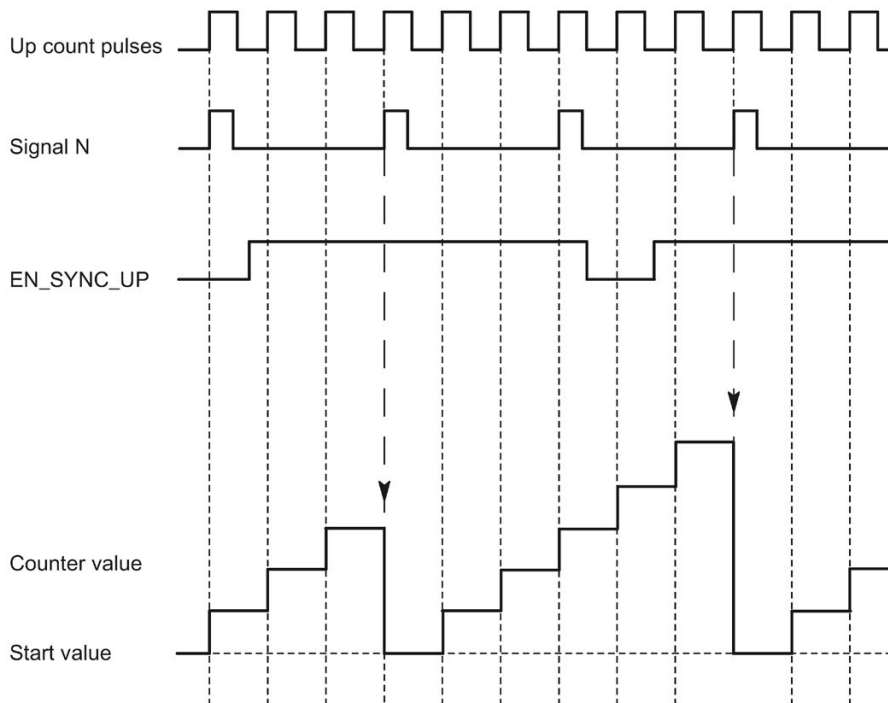 Up count pulses
Signal N
EN_SYNC_UP
Counter value
Start value